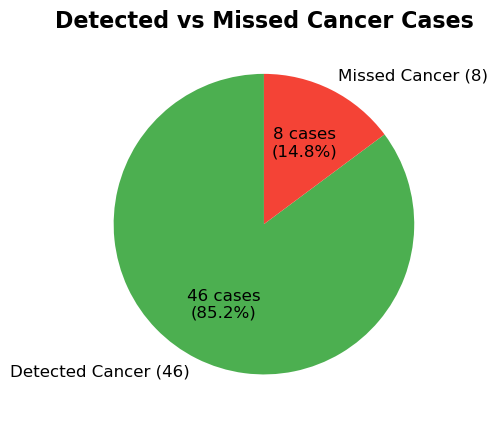 Detected vs Missed Cancer Cases
Missed Cancer (8)
8 cases
(14.8%)
46 cases
(85.2%)
Detected Cancer (46)